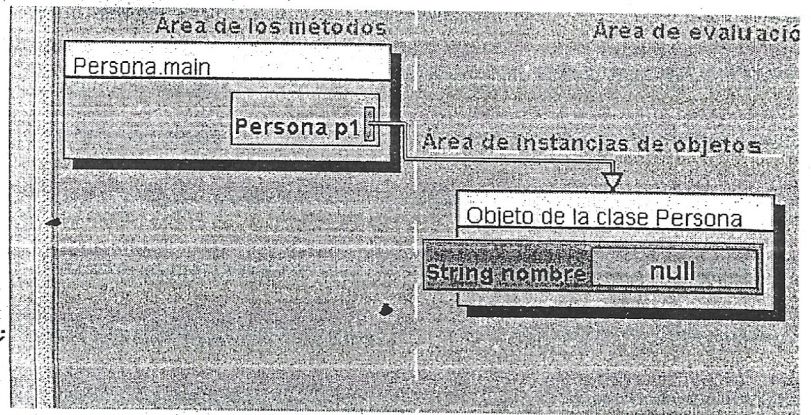 Área de los métodos
Área de evaluació
Persona.main
Persona p1
Área de instancias de objetos
Objeto de la clase Persona
String nombre
null